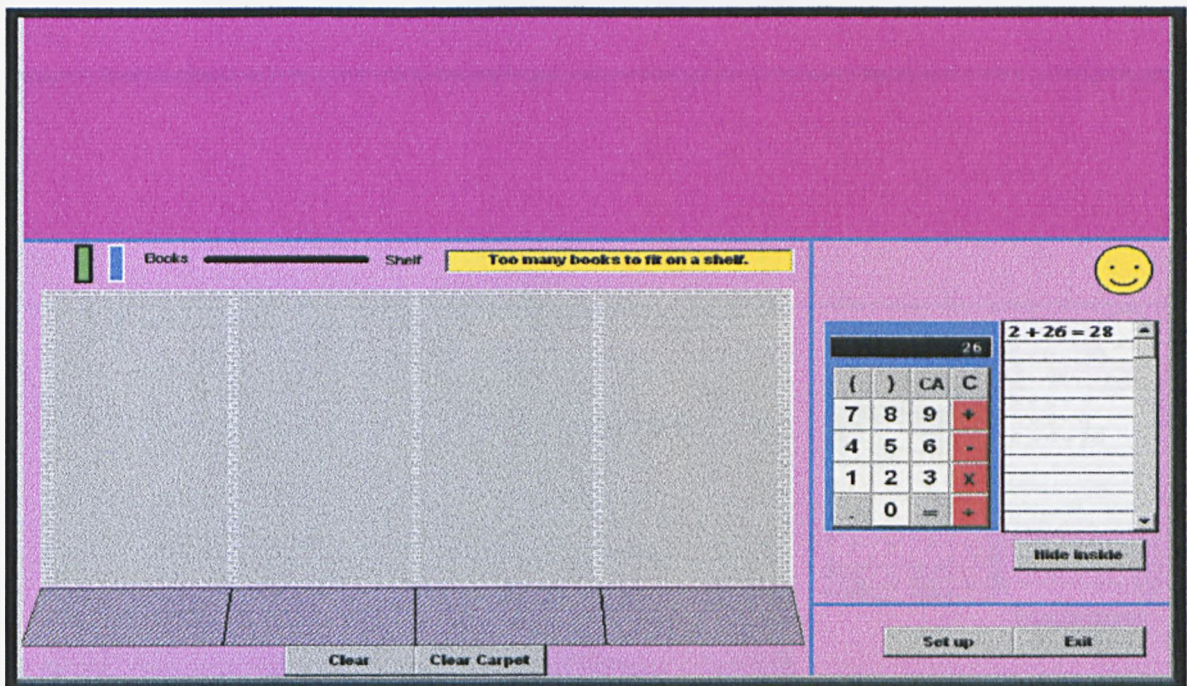 Books
Shelf
Too many books to fit on a shelf.
26
( ) CA C
7 8 9 +
4 5 6 -
1 2 3 x
. 0 = ÷
2 + 26 = 28
Hide inside
Set up
Exit
Clear
Clear Carpet